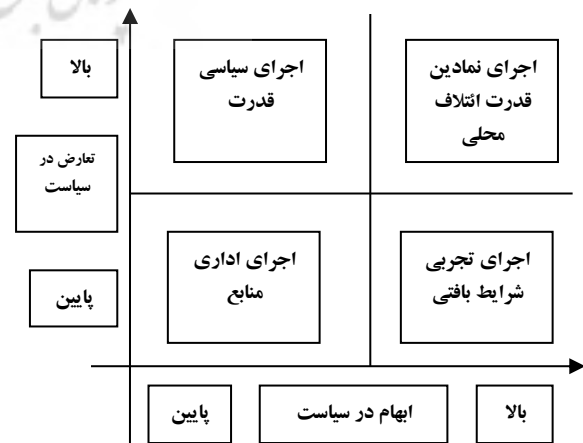 بالا
اجرای سیاسی
قدرت
اجرای نمادین
قدرت ائتلاف
محلی
تعارض در
سیاست
پایین
اجرای اداری
منابع
اجرای تجربی
شرایط بافتی
پایین
ابهام در سیاست
بالا